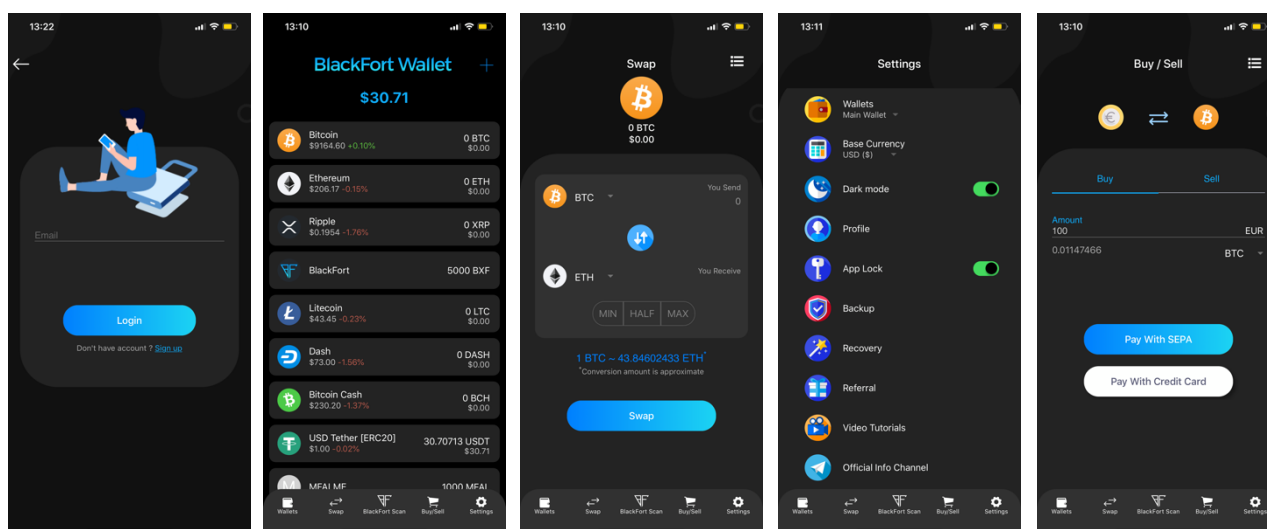 13:22
Email
Login
Don't have account ? Sign up
13:10
BlackFort Wallet +
$30.71
Bitcoin 0 BTC
$9164.60 +0.10% $0.00
Ethereum 0 ETH
$206.17 -0.15% $0.00
Ripple 0 XRP
$0.1954 -1.76% $0.00
BlackFort 5000 BXF
Litecoin 0 LTC
$43.45 -0.23% $0.00
Dash 0 DASH
$73.00 -1.56% $0.00
Bitcoin Cash 0 BCH
$230.20 -1.37% $0.00
USD Tether [ERC20] 30.70713 USDT
$1.00 -0.02% $30.71
M MEALME 1000 MEAL
Wallets Swap BlackFort Scan Buy/Sell Settings
13:10
Swap
0 BTC
$0.00
You Send
BTC 0
You Receive
ETH
MIN HALF MAX
1 BTC ~ 43.84602433 ETH*
*Conversion amount is approximate
Swap
Wallets Swap BlackFort Scan Buy/Sell Settings
13:11
Settings
Wallets
Main Wallet
Base Currency
USD ($)
Dark mode
Profile
App Lock
Backup
Recovery
Referral
Video Tutorials
Official Info Channel
Wallets Swap BlackFort Scan Buy/Sell Settings
13:10
Buy / Sell
Buy Sell
Amount
100 EUR
0.01147466 BTC
Pay With SEPA
Pay With Credit Card
Wallets Swap BlackFort Scan Buy/Sell Settings